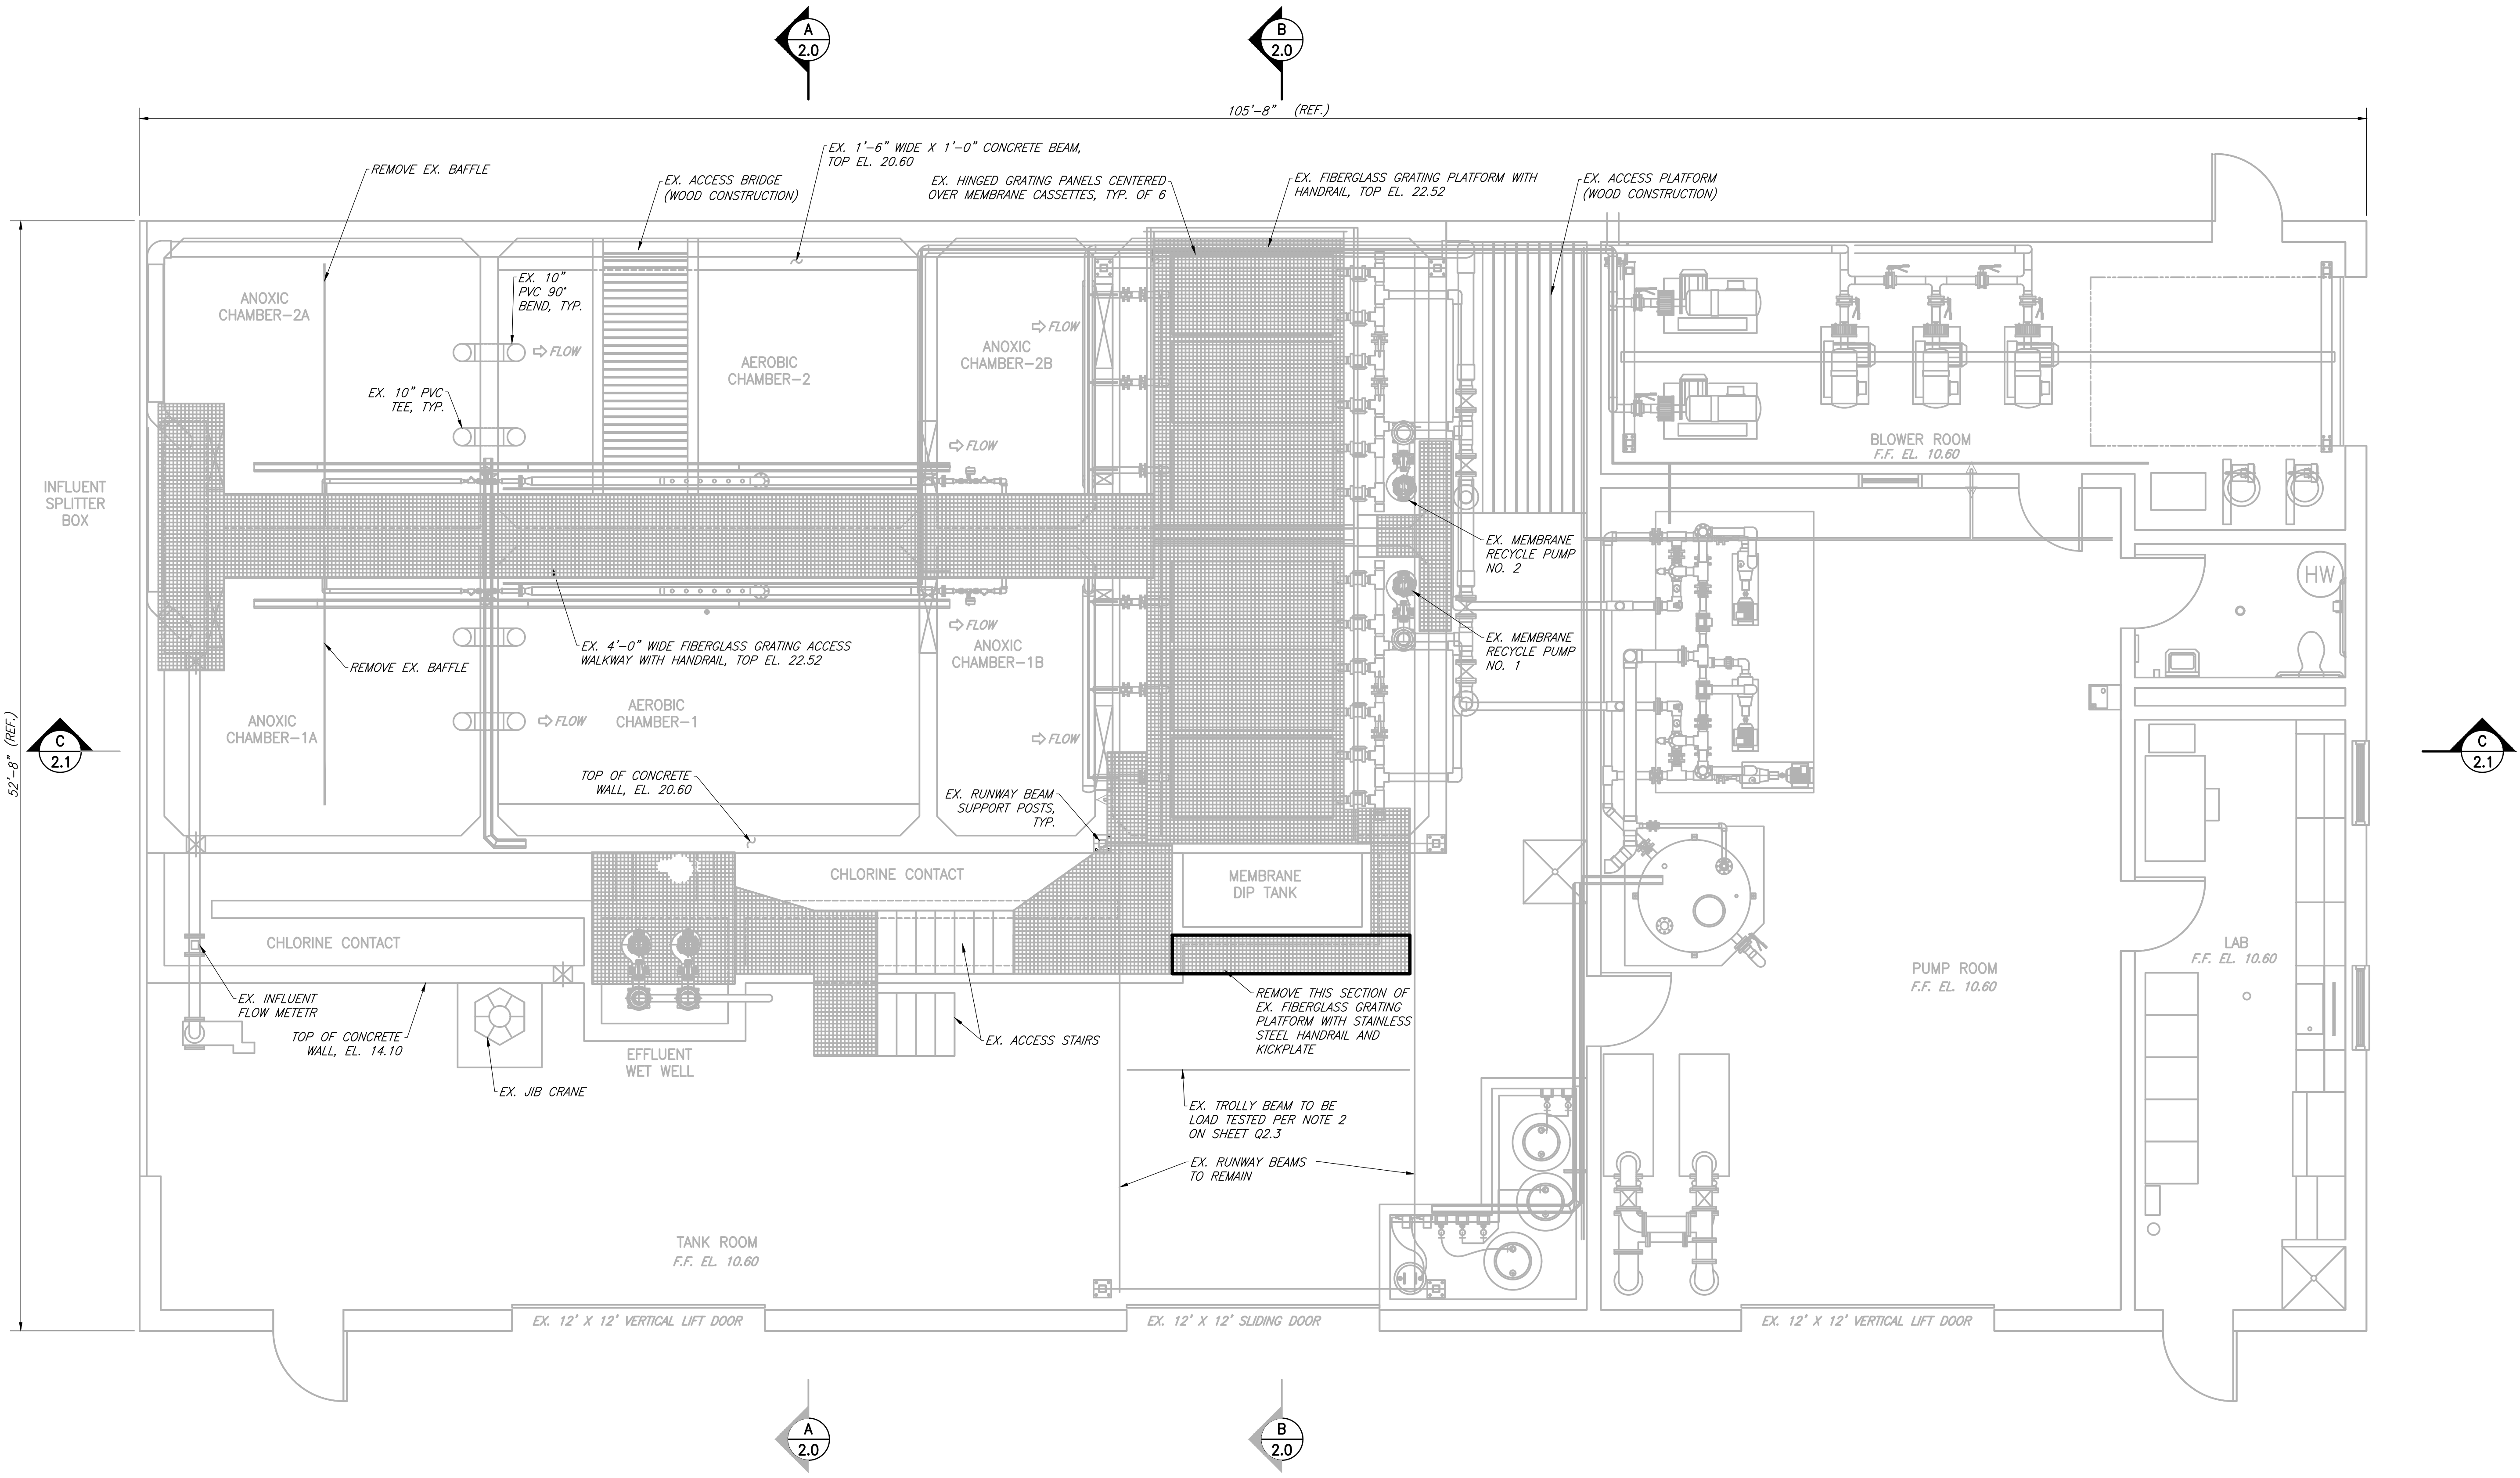 A
2.0
B
2.0
105'-8" (REF.)
REMOVE EX. BAFFLE
EX. ACCESS BRIDGE
(WOOD CONSTRUCTION)
EX. 1'-6" WIDE X 1'-0" CONCRETE BEAM,
TOP EL. 20.60
EX. HINGED GRATING PANELS CENTERED
OVER MEMBRANE CASSETTES, TYP. OF 6
EX. FIBERGLASS GRATING PLATFORM WITH
HANDRAIL, TOP EL. 22.52
EX. ACCESS PLATFORM
(WOOD CONSTRUCTION)
ANOXIC
CHAMBER-2A
EX. 10"
PVC 90°
BEND, TYP.
FLOW
EX. 10" PVC
TEE, TYP.
AEROBIC
CHAMBER-2
FLOW
ANOXIC
CHAMBER-2B
FLOW
BLOWER ROOM
F.F. EL. 10.60
INFLUENT
SPLITTER
BOX
EX. MEMBRANE
RECYCLE PUMP
NO. 2
HW
EX. MEMBRANE
RECYCLE PUMP
NO. 1
FLOW
ANOXIC
CHAMBER-1B
EX. 4'-0" WIDE FIBERGLASS GRATING ACCESS
WALKWAY WITH HANDRAIL, TOP EL. 22.52
REMOVE EX. BAFFLE
AEROBIC
CHAMBER-1
ANOXIC
CHAMBER-1A
FLOW
FLOW
52'-8" (REF.)
C
2.1
C
2.1
TOP OF CONCRETE
WALL, EL. 20.60
EX. RUNWAY BEAM
SUPPORT POSTS,
TYP.
CHLORINE CONTACT
MEMBRANE
DIP TANK
CHLORINE CONTACT
LAB
F.F. EL. 10.60
PUMP ROOM
F.F. EL. 10.60
EX. INFLUENT
FLOW METETR
TOP OF CONCRETE
WALL, EL. 14.10
EX. JIB CRANE
EFFLUENT
WET WELL
EX. ACCESS STAIRS
REMOVE THIS SECTION OF
EX. FIBERGLASS GRATING
PLATFORM WITH STAINLESS
STEEL HANDRAIL AND
KICKPLATE
EX. TROLLY BEAM TO BE
LOAD TESTED PER NOTE 2
ON SHEET Q2.3
EX. RUNWAY BEAMS
TO REMAIN
TANK ROOM
F.F. EL. 10.60
EX. 12' X 12' VERTICAL LIFT DOOR
EX. 12' X 12' SLIDING DOOR
EX. 12' X 12' VERTICAL LIFT DOOR
A
2.0
B
2.0